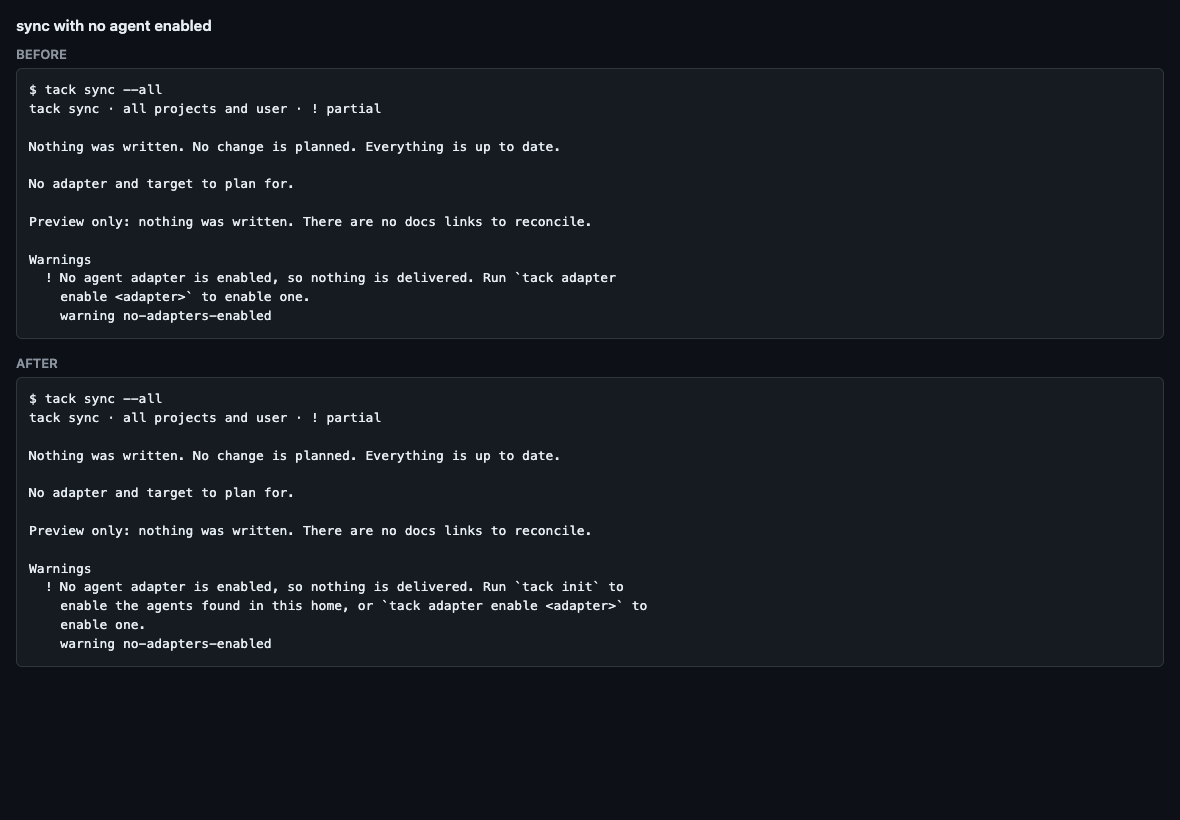 sync with no agent enabled
BEFORE
$ tack sync --all
tack sync · all projects and user · ! partial
Nothing was written. No change is planned. Everything is up to date.
No adapter and target to plan for.
Preview only: nothing was written. There are no docs links to reconcile.
Warnings
! No agent adapter is enabled, so nothing is delivered. Run `tack adapter
enable <adapter>` to enable one.
warning no-adapters-enabled
AFTER
$ tack sync --all
tack sync · all projects and user · ! partial
Nothing was written. No change is planned. Everything is up to date.
No adapter and target to plan for.
Preview only: nothing was written. There are no docs links to reconcile.
Warnings
! No agent adapter is enabled, so nothing is delivered. Run `tack init` to
enable the agents found in this home, or `tack adapter enable <adapter>` to
enable one.
warning no-adapters-enabled